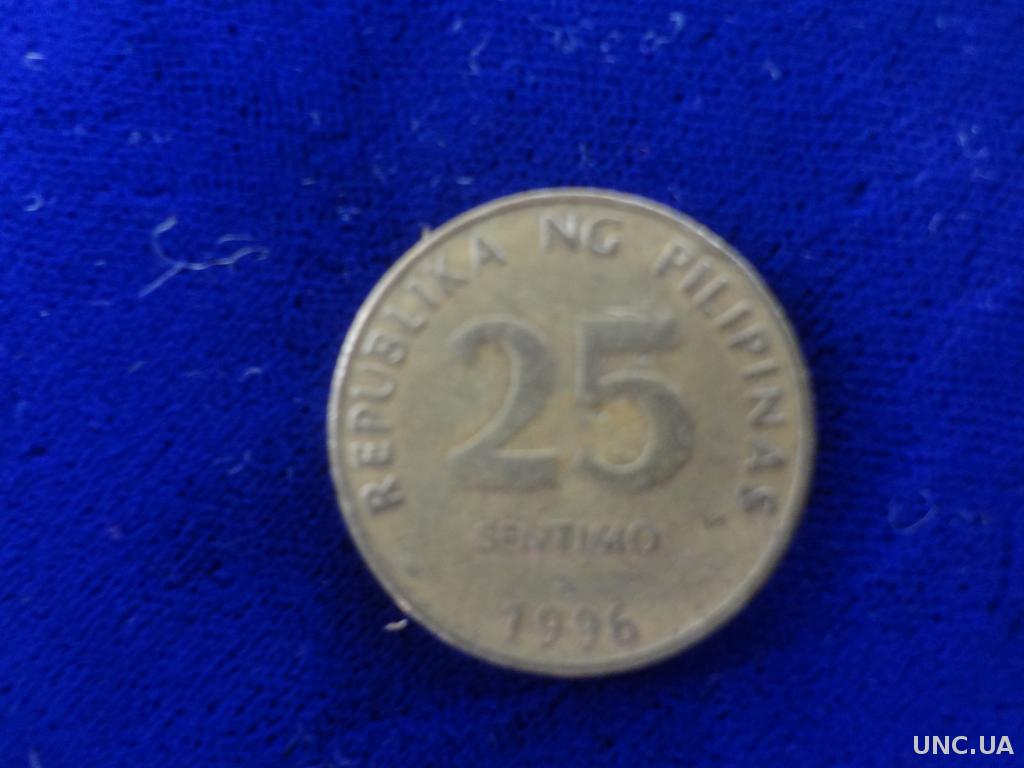 REPUBLIKA NG PILIPINAS
25
SENTIMO
1996
UNC.UA